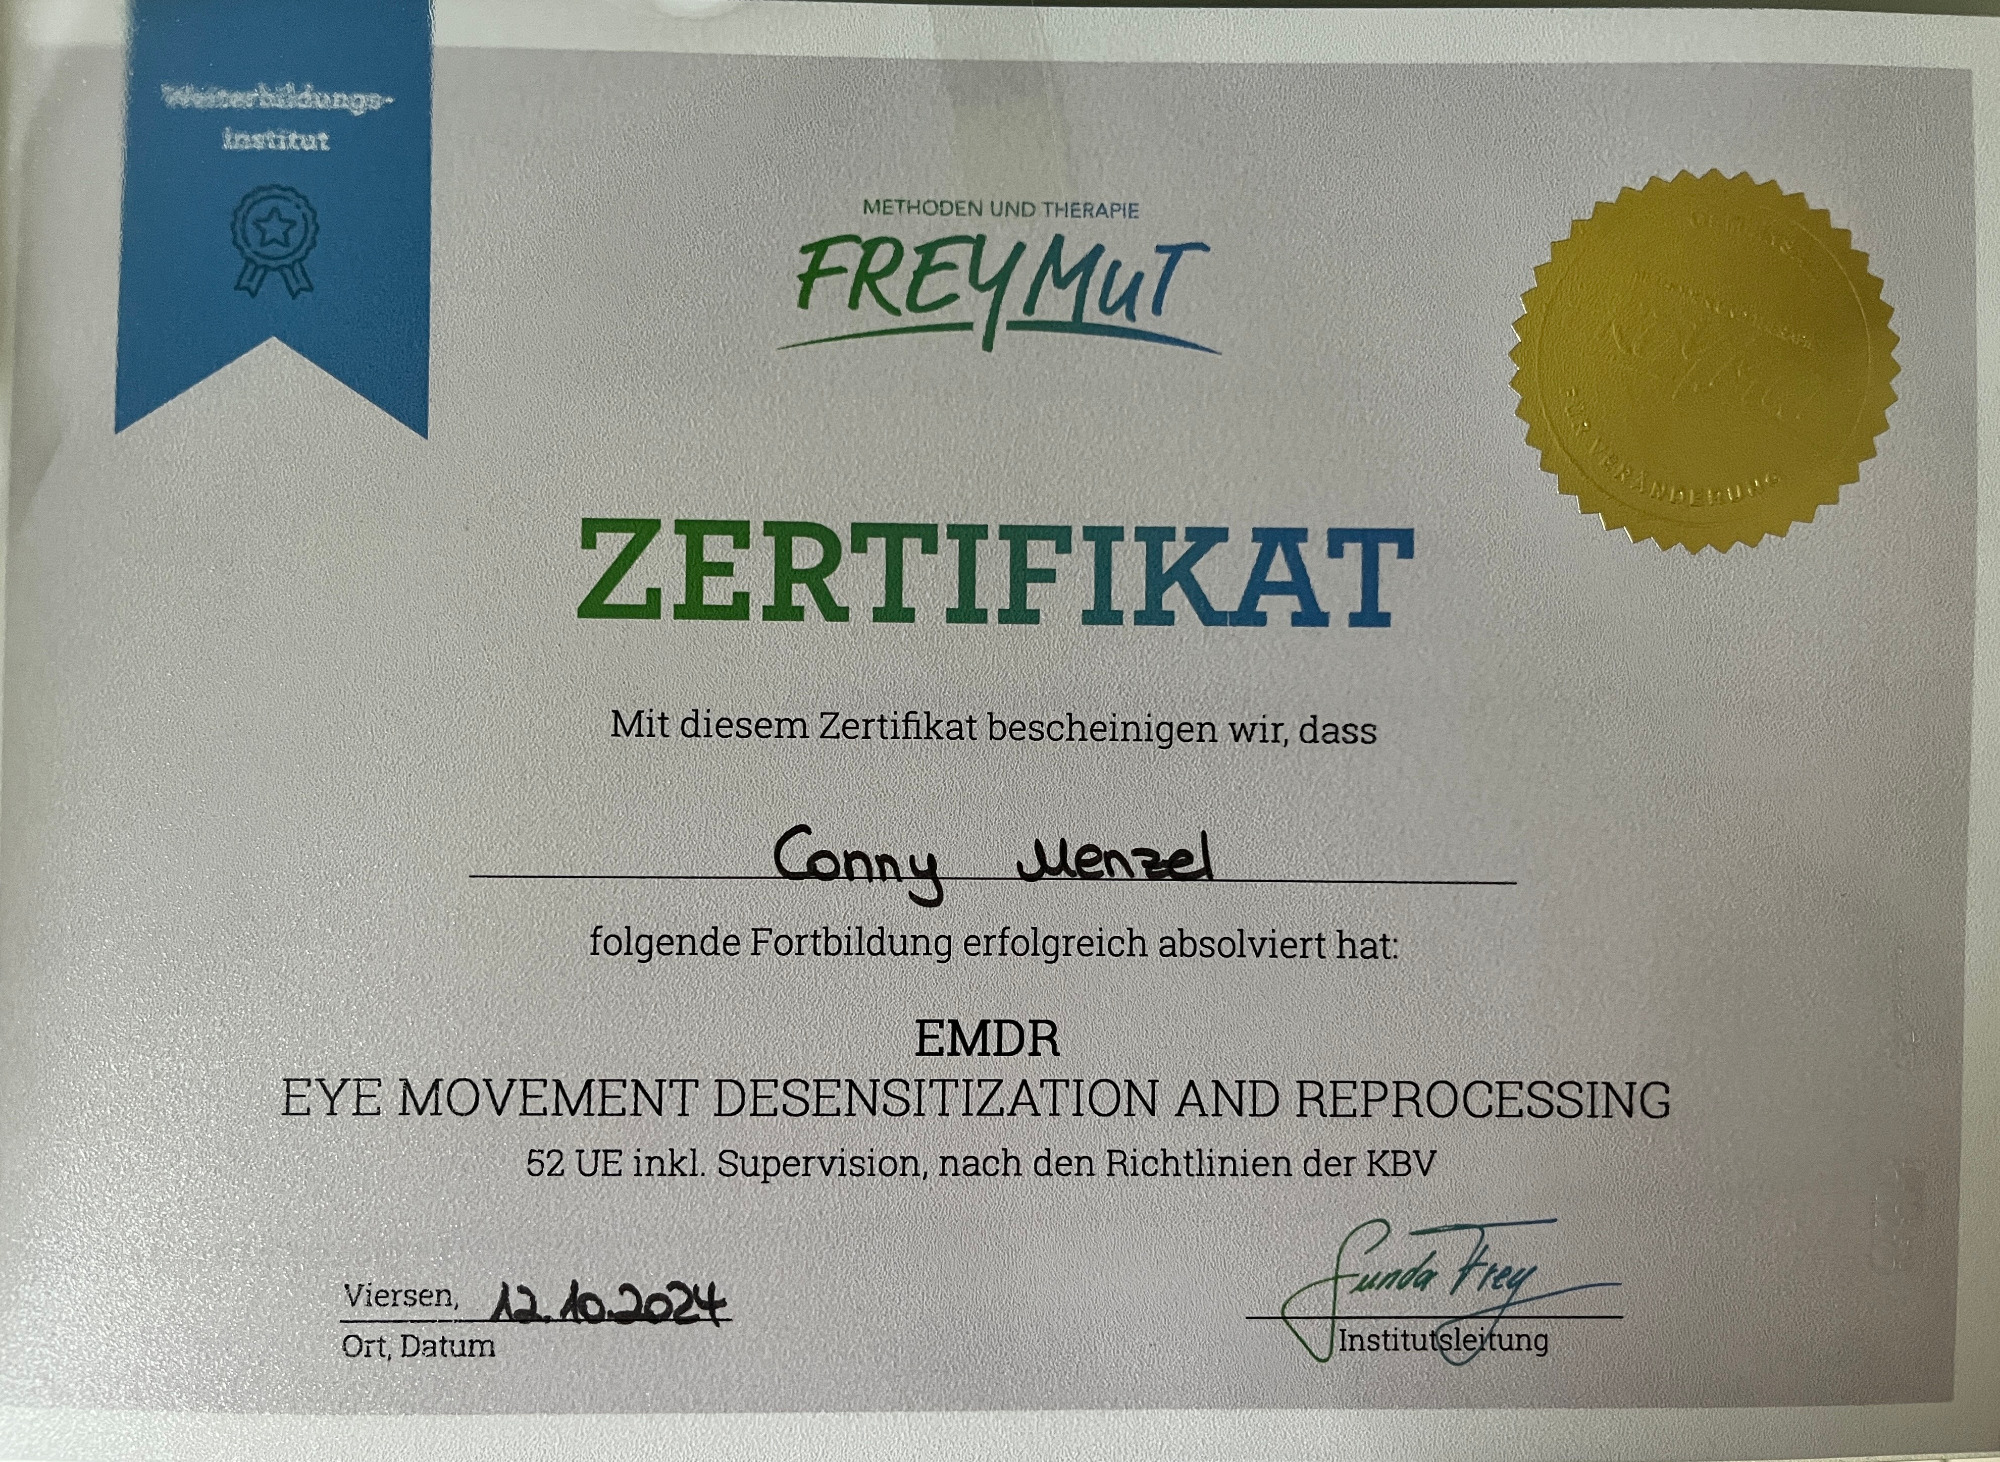 Weiterbildungs-
institut
METHODEN UND THERAPIE
FREYMUT
ZERTIFIKAT
Mit diesem Zertifikat bescheinigen wir, dass
Conny Menzel
folgende Fortbildung erfolgreich absolviert hat:
EMDR
EYE MOVEMENT DESENSITIZATION AND REPROCESSING
52 UE inkl. Supervision, nach den Richtlinien der KBV
Viersen, 12.10.2024
Ort, Datum
Frey
Institutsleitung
FÜR VERÄNDERUNG